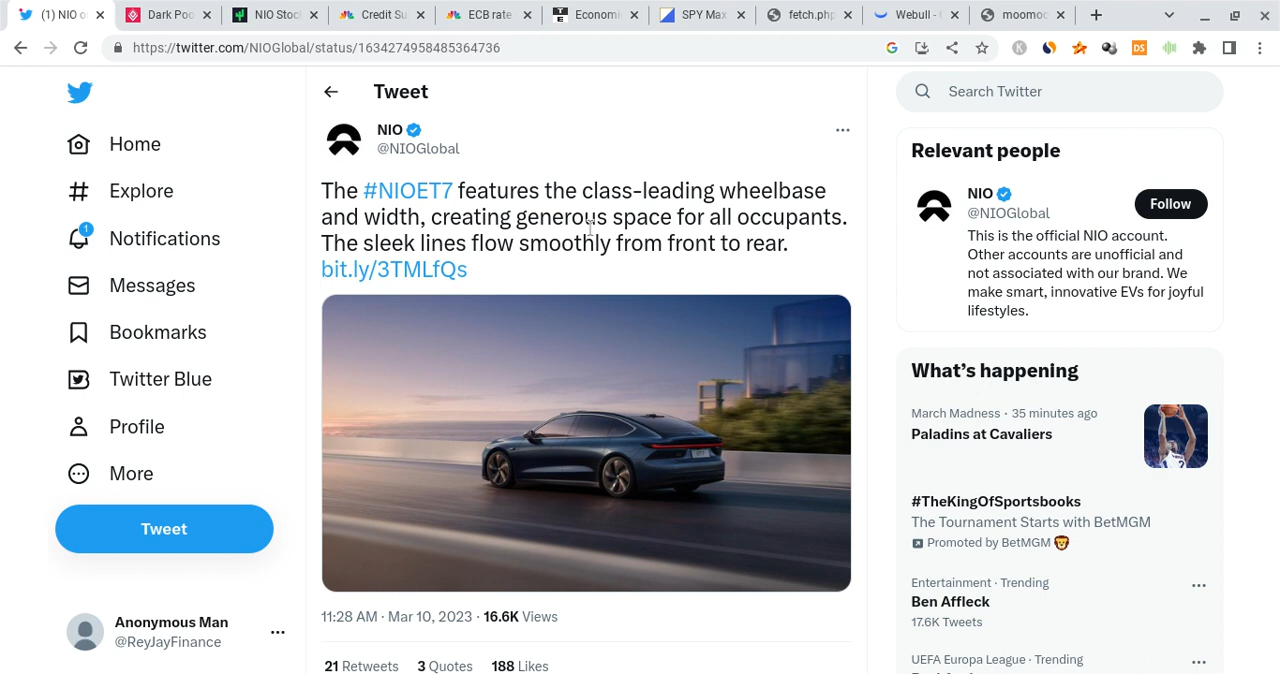 (1) NIO o
Dark Poo
NIO Stoc
Credit Su
ECB rate
Economi
SPY Max
fetch.php
Webull -
moomoo
https://twitter.com/NIOGlobal/status/1634274958485364736
DS
Home
Explore
1
Notifications
Messages
Bookmarks
Twitter Blue
Profile
More
Tweet
Anonymous Man
@ReyJayFinance
Tweet
NIO
@NIOGlobal
The #NIOET7 features the class-leading wheelbase
and width, creating generous space for all occupants.
The sleek lines flow smoothly from front to rear.
bit.ly/3TMLfQs
11:28 AM · Mar 10, 2023 · 16.6K Views
21 Retweets 3 Quotes 188 Likes
Search Twitter
Relevant people
NIO
@NIOGlobal
Follow
This is the official NIO account.
Other accounts are unofficial and
not associated with our brand. We
make smart, innovative EVs for joyful
lifestyles.
What's happening
March Madness · 35 minutes ago
Paladins at Cavaliers
#TheKingOfSportsbooks
The Tournament Starts with BetMGM
Promoted by BetMGM
Entertainment · Trending
Ben Affleck
17.6K Tweets
UEFA Europa League · Trending